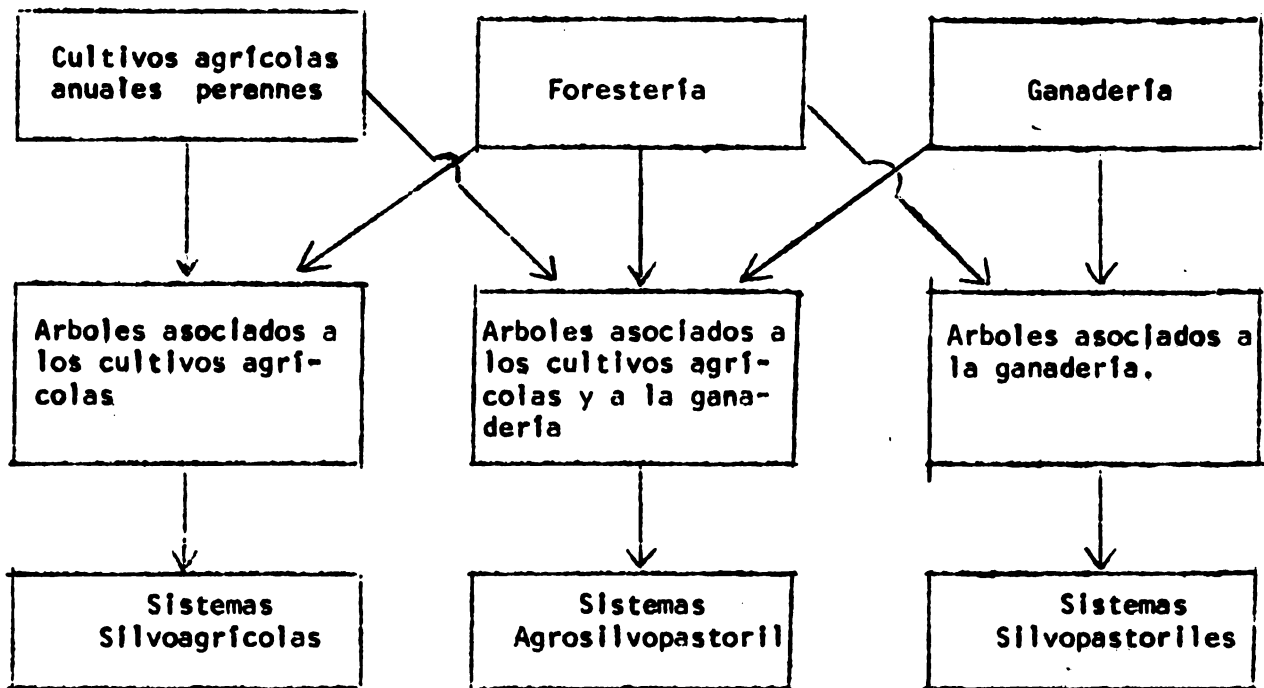 Cultivos agrícolas
anuales perennes
Forestería
Ganadería
Arboles asociados a
los cultivos agrí-
colas
Arboles asociados a
los cultivos agrí-
colas y a la gana-
dería
Arboles asociados a
la ganadería.
Sistemas
Silvoagrícolas
Sistemas
Agrosilvopastoril
Sistemas
Silvopastoriles